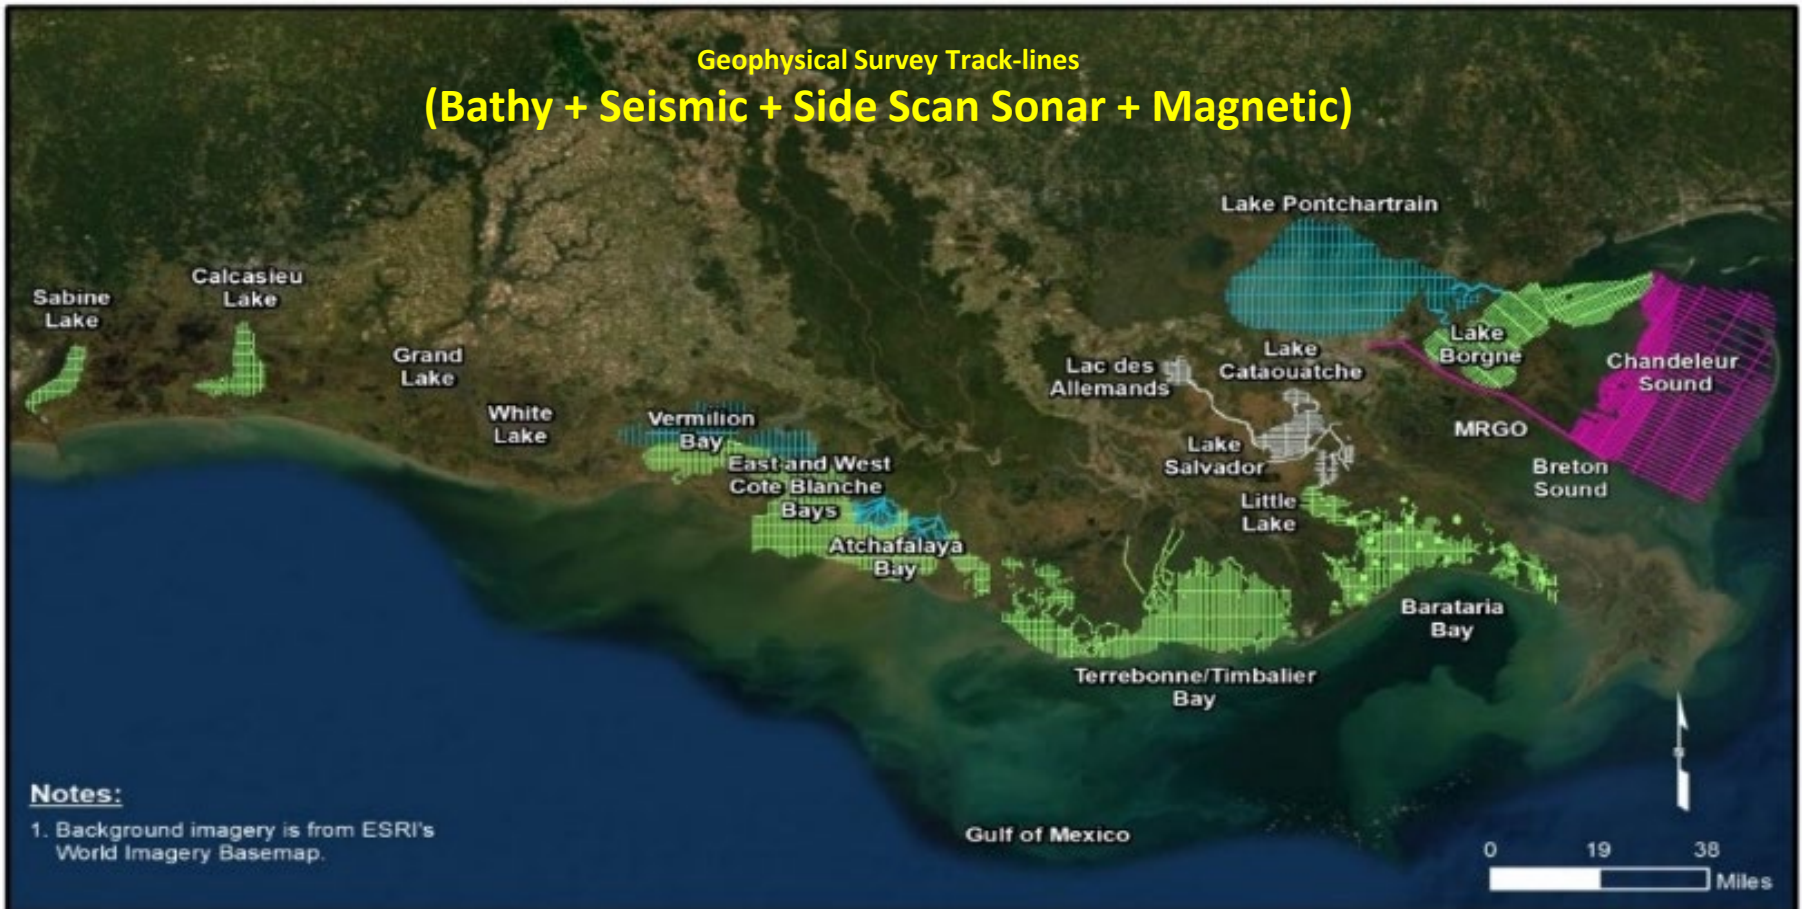 Geophysical Survey Track-lines
(Bathy + Seismic + Side Scan Sonar + Magnetic)
Lake Pontchartrain
Sabine
Lake
Calcasieu
Lake
Grand
Lake
White
Lake
Vermilion
Bay
East and West
Cote Blanche
Bays
Atchafalaya
Bay
Lac des
Allemands
Lake
Cataouatche
Lake
Borgne
Chandeleur
Sound
MRGO
Breton
Sound
Lake
Salvador
Little
Lake
Barataria
Bay
Terrebonne/Timbalier
Bay
Gulf of Mexico
Notes:
1. Background imagery is from ESRI's
World Imagery Basemap.
0 19 38
Miles